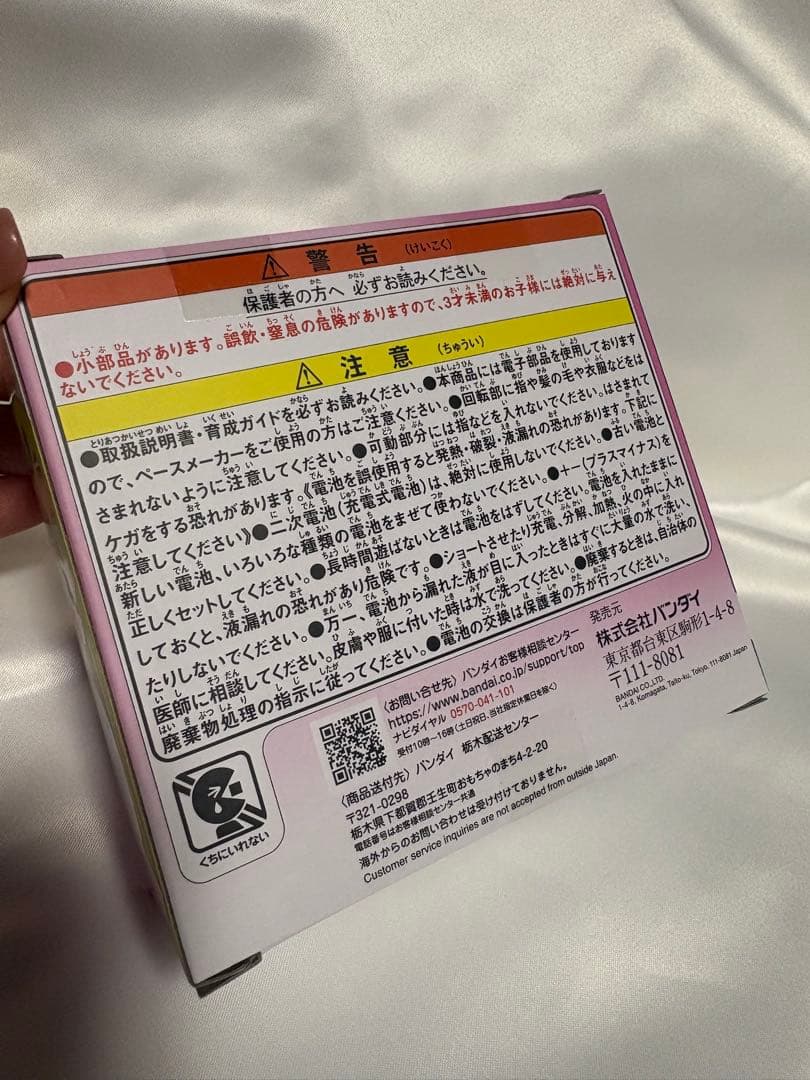 警告 (けいこく)
保護者の方へ 必ずお読みください。
●小部品があります。誤飲・窒息の危険がありますので、3才未満のお子様には絶対に与え
ないでください。
注意 (ちゅうい)
●取扱説明書・育成ガイドを必ずお読みください。●本商品には電子部品を使用しております
ので、ペースメーカーをご使用の方はご注意ください。●回転部に指や髪の毛や衣服などをは
さまれないように注意してください。●可動部分には指などを入れないでください。はさまれて
ケガをする恐れがあります。《電池を誤使用すると発熱・破裂・液漏れの恐れがあります。下記に
注意してください》●二次電池(充電式電池)は、絶対に使用しないでください。●古い電池と
新しい電池、いろいろな種類の電池をまぜて使わないでください。●+−(プラスマイナス)を
正しくセットしてください。●長時間遊ばないときは電池をはずしてください。電池を入れたままに
しておくと、液漏れの恐れがあり危険です。●ショートさせたり充電、分解、加熱、火の中に入れ
たりしないでください。●万一、電池から漏れた液が目に入ったときはすぐに大量の水で洗い、
医師に相談してください。皮膚や服に付いた時は水で洗ってください。●廃棄するときは、自治体の
廃棄物処理の指示に従ってください。●電池の交換は保護者の方が行ってください。
くちにいれない
〈お問い合せ先〉バンダイお客様相談センター
https://www.bandai.co.jp/support/top
ナビダイヤル 0570-041-101
受付10時〜16時(土日祝日、当社指定休業日を除く)
〈商品送付先〉バンダイ 栃木配送センター
〒321-0298
栃木県下都賀郡壬生町おもちゃのまち4-2-20
電話番号はお客様相談センター共通
海外からのお問い合わせは受け付けておりません。
Customer service inquiries are not accepted from outside Japan.
発売元
株式会社バンダイ
東京都台東区駒形1-4-8
〒111-8081
BANDAI CO.,LTD.
1-4-8, Komagata, Taito-ku, Tokyo, 111-8081 Japan